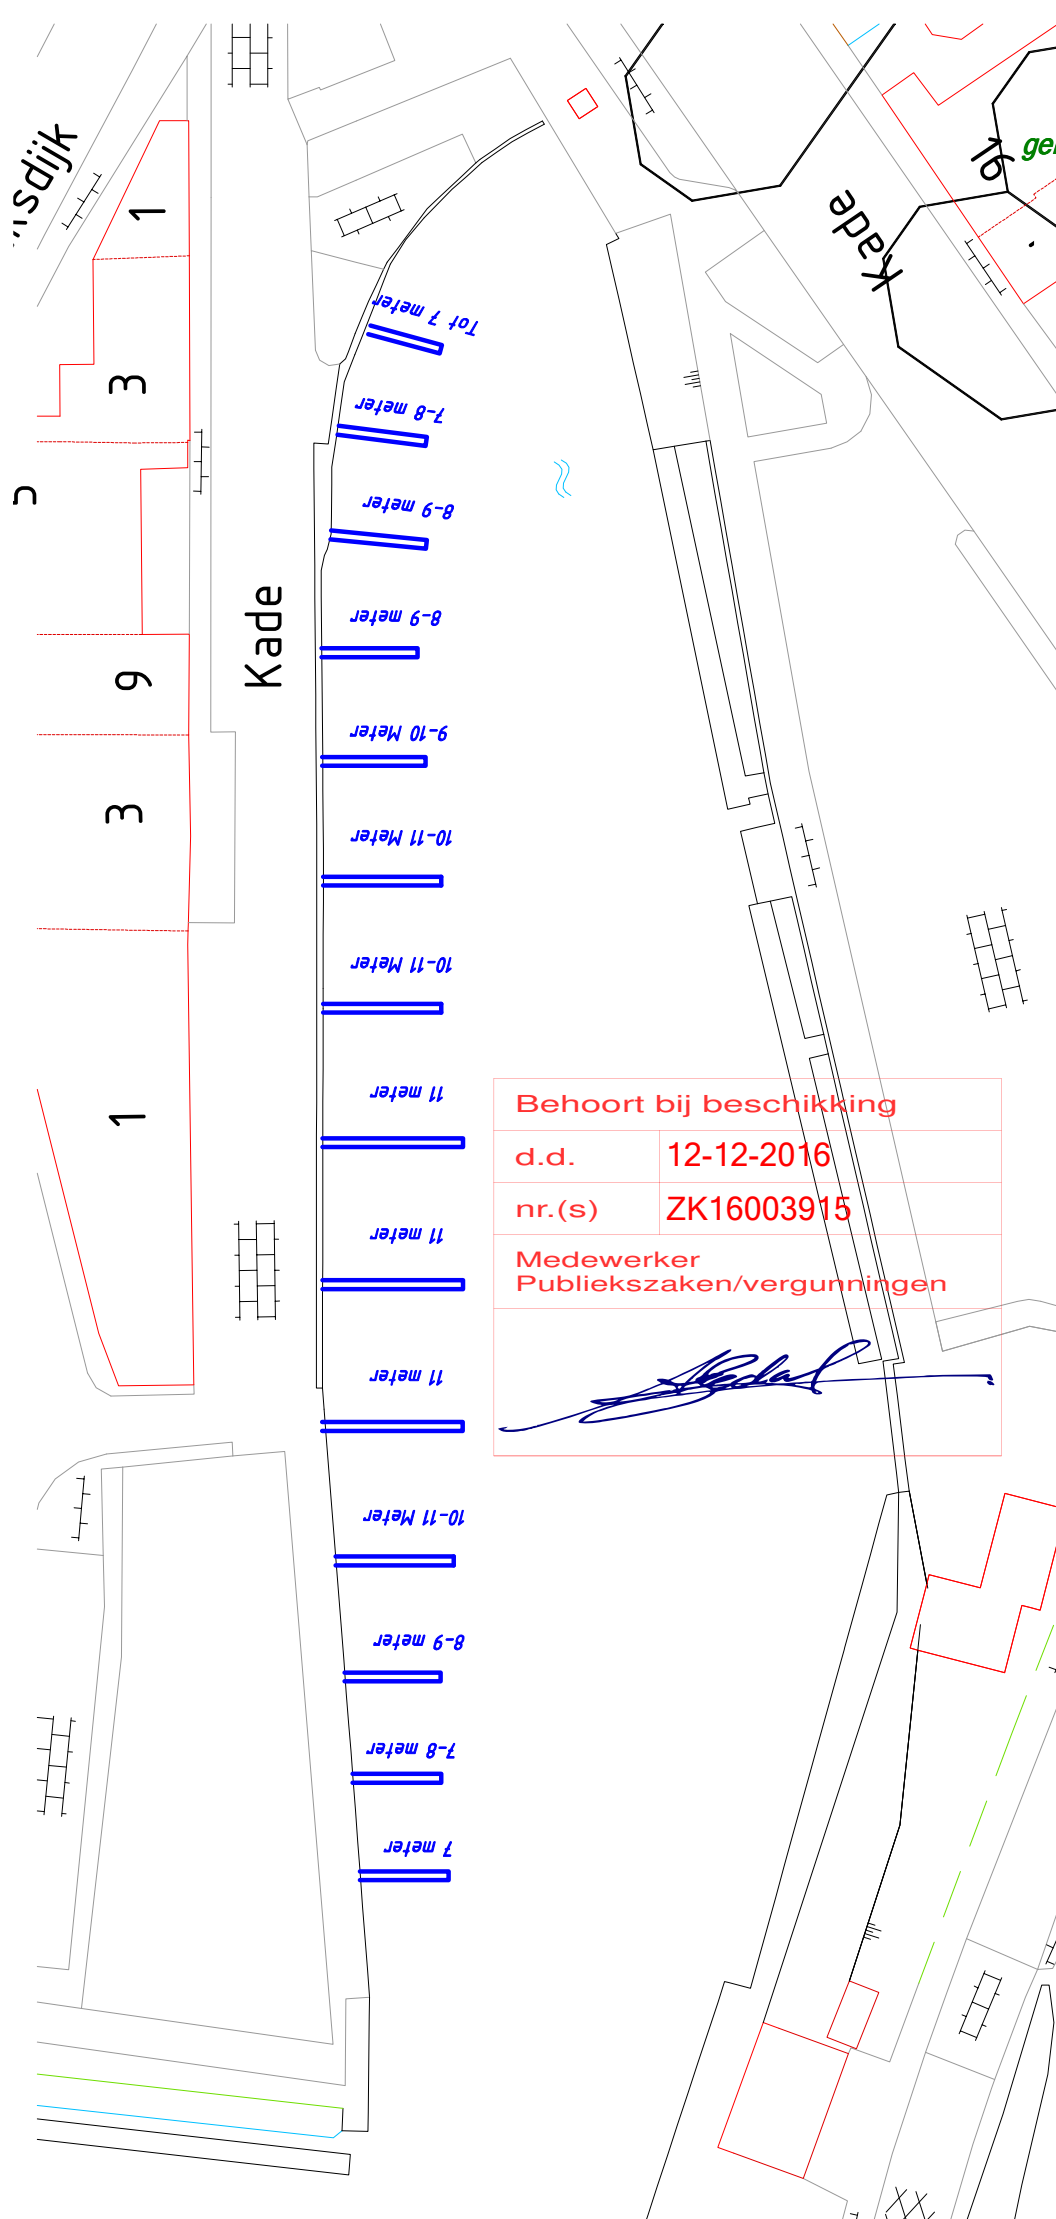 1
3
Kade
16
Tot 7 meter
7-8 meter
8-9 meter
8-9 meter
Kade
9
9-10 Meter
3
10-11 Meter
10-11 Meter
1
11 meter
Behoort bij beschikking
d.d. 12-12-2016
nr.(s) ZK16003915
Medewerker
Publiekszaken/vergunningen
11 meter
11 meter
10-11 Meter
8-9 meter
7-8 meter
7 meter